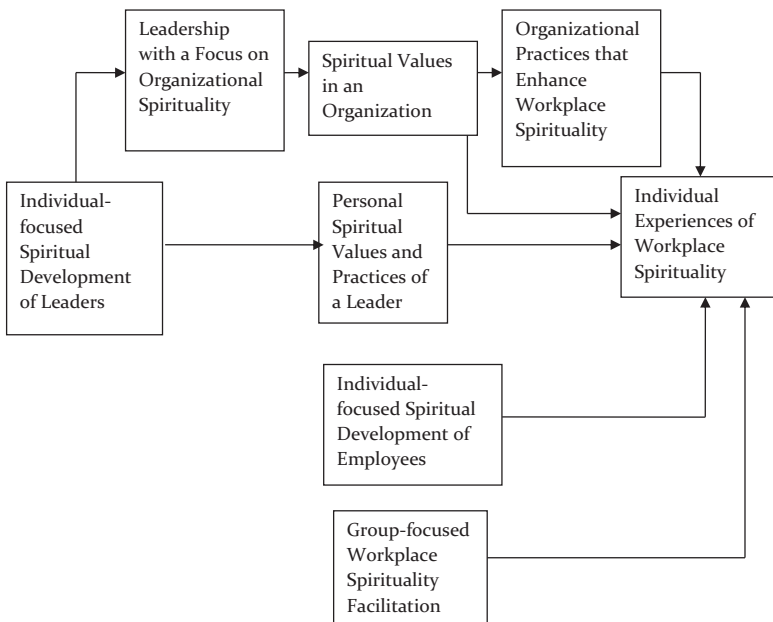 Leadership
with a Focus on
Organizational
Spirituality
Spiritual Values
in an
Organization
Organizational
Practices that
Enhance
Workplace
Spirituality
Individual-
focused
Spiritual
Development
of Leaders
Personal
Spiritual
Values and
Practices of
a Leader
Individual
Experiences of
Workplace
Spirituality
Individual-
focused Spiritual
Development of
Employees
Group-focused
Workplace
Spirituality
Facilitation